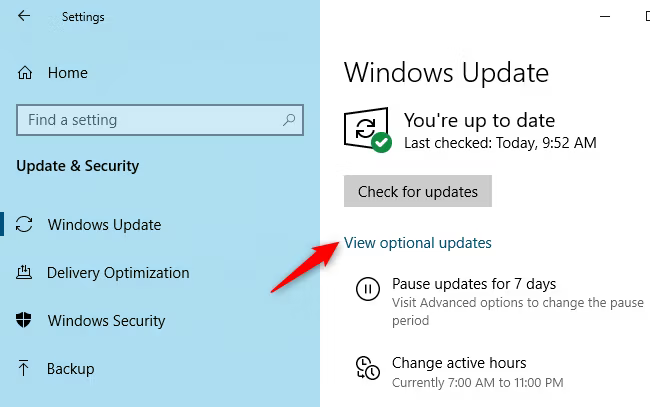 Settings
Home
Find a setting
Update & Security
Windows Update
Delivery Optimization
Windows Security
Backup
Windows Update
You're up to date
Last checked: Today, 9:52 AM
Check for updates
View optional updates
Pause updates for 7 days
Visit Advanced options to change the pause
period
Change active hours
Currently 7:00 AM to 11:00 PM